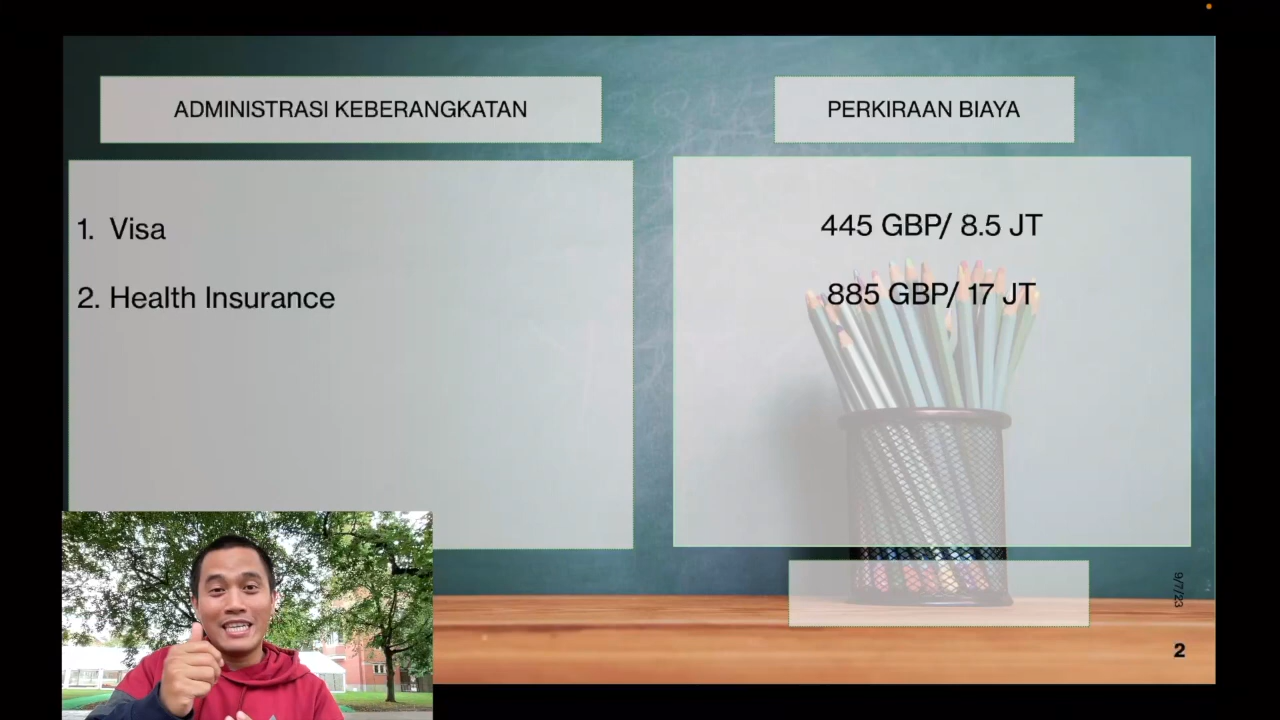 ADMINISTRASI KEBERANGKATAN
PERKIRAAN BIAYA
1. Visa
445 GBP/ 8.5 JT
2. Health Insurance
885 GBP/ 17 JT
9/7/23
2